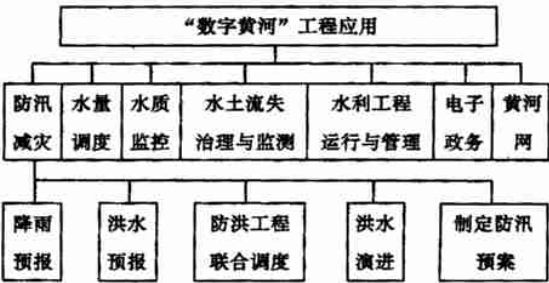 “数字黄河”工程应用
防汛 水量 水质 水土流失 水利工程 电子 黄河
减灾 调度 监控 治理与监测 运行与管理 政务 网
降雨 洪水 防洪工程 洪水 制定防汛
预报 预报 联合调度 演进 预案